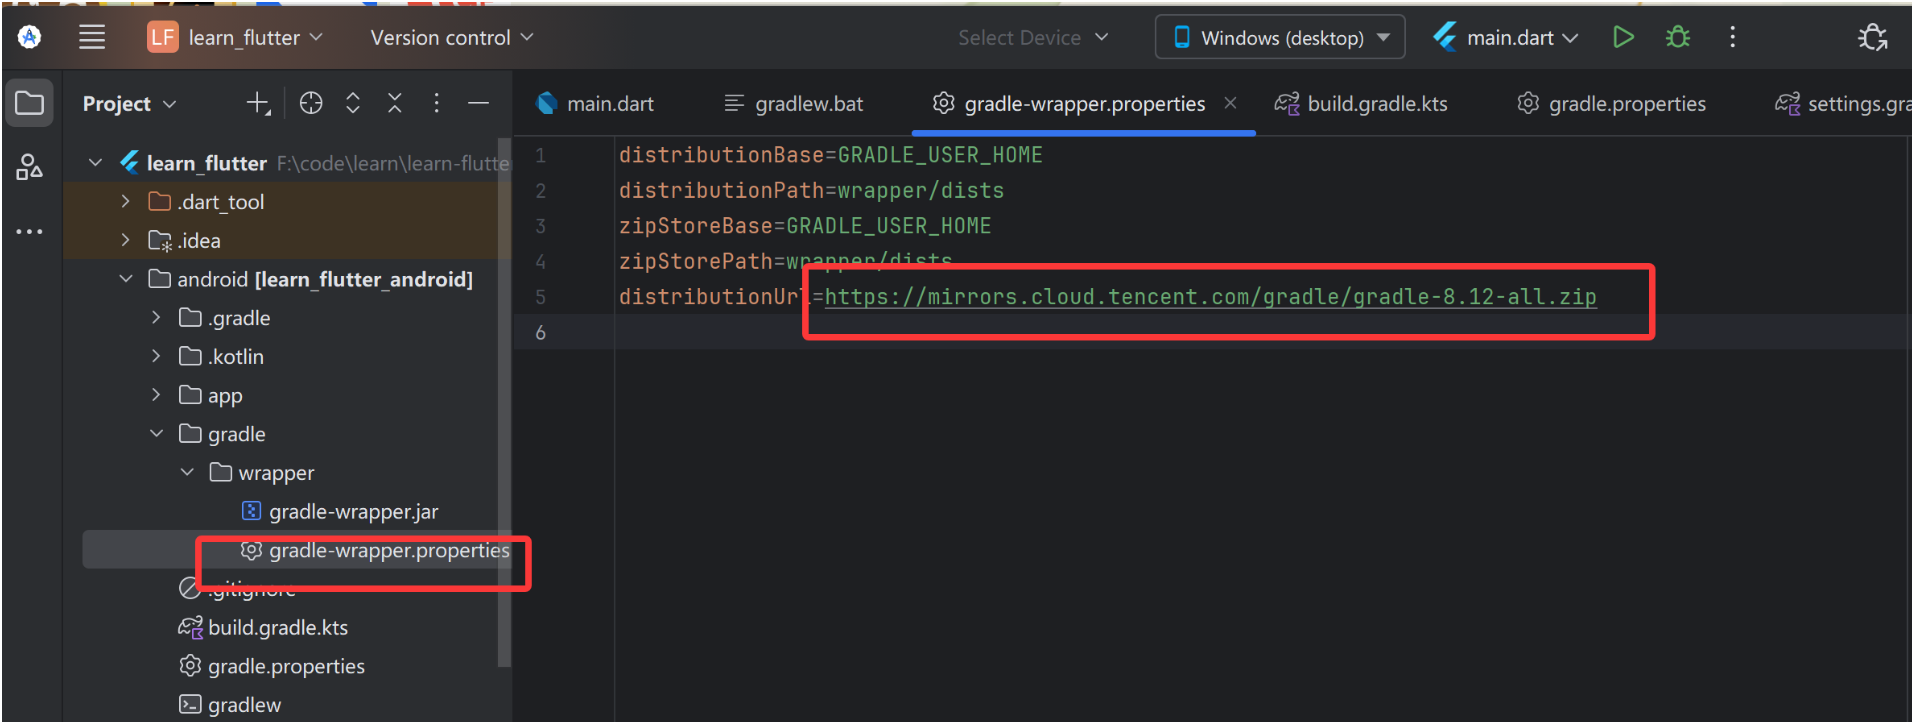 LF learn_flutter Version control Select Device Windows (desktop) main.dart
Project
main.dart gradlew.bat gradle-wrapper.properties build.gradle.kts gradle.properties settings.gra
learn_flutter F:\code\learn\learn-flutte
.dart_tool
.idea
android [learn_flutter_android]
.gradle
.kotlin
app
gradle
wrapper
gradle-wrapper.jar
gradle-wrapper.properties
.gitignore
build.gradle.kts
gradle.properties
gradlew
1 distributionBase=GRADLE_USER_HOME
2 distributionPath=wrapper/dists
3 zipStoreBase=GRADLE_USER_HOME
4 zipStorePath=wrapper/dists
5 distributionUrl=https://mirrors.cloud.tencent.com/gradle/gradle-8.12-all.zip
6